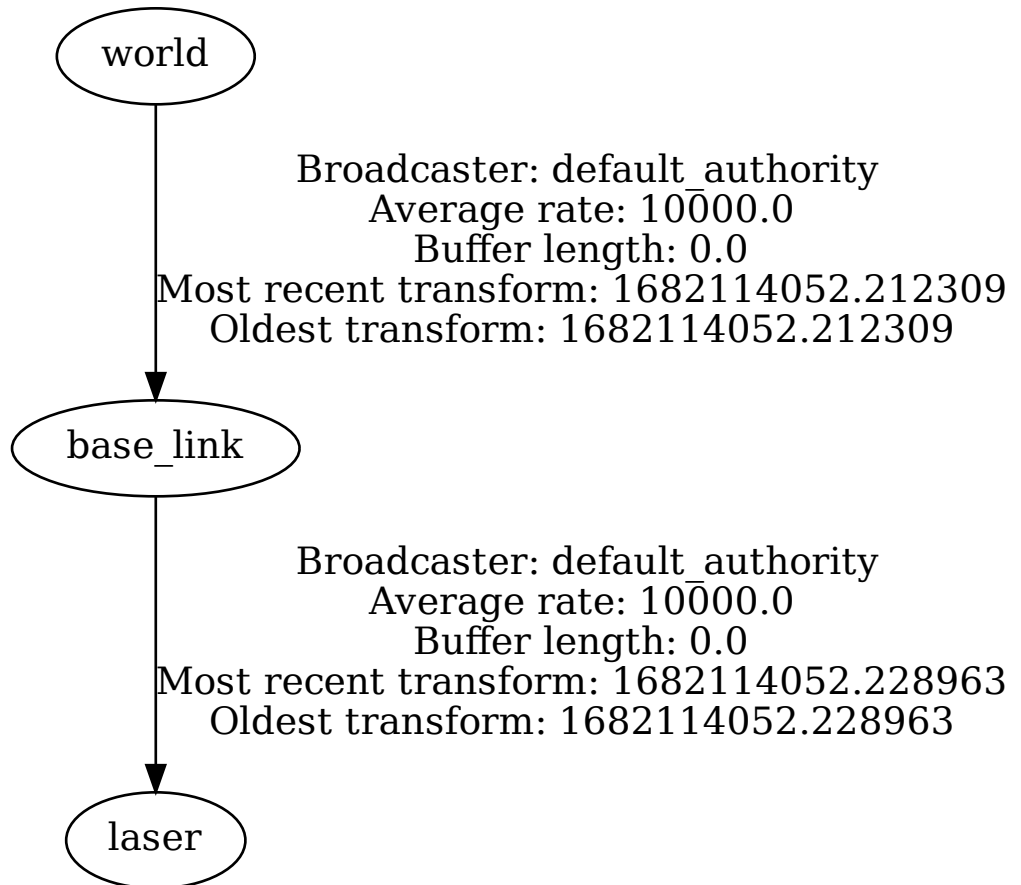 world
Broadcaster: default_authority
Average rate: 10000.0
Buffer length: 0.0
Most recent transform: 1682114052.212309
Oldest transform: 1682114052.212309
base_link
Broadcaster: default_authority
Average rate: 10000.0
Buffer length: 0.0
Most recent transform: 1682114052.228963
Oldest transform: 1682114052.228963
laser